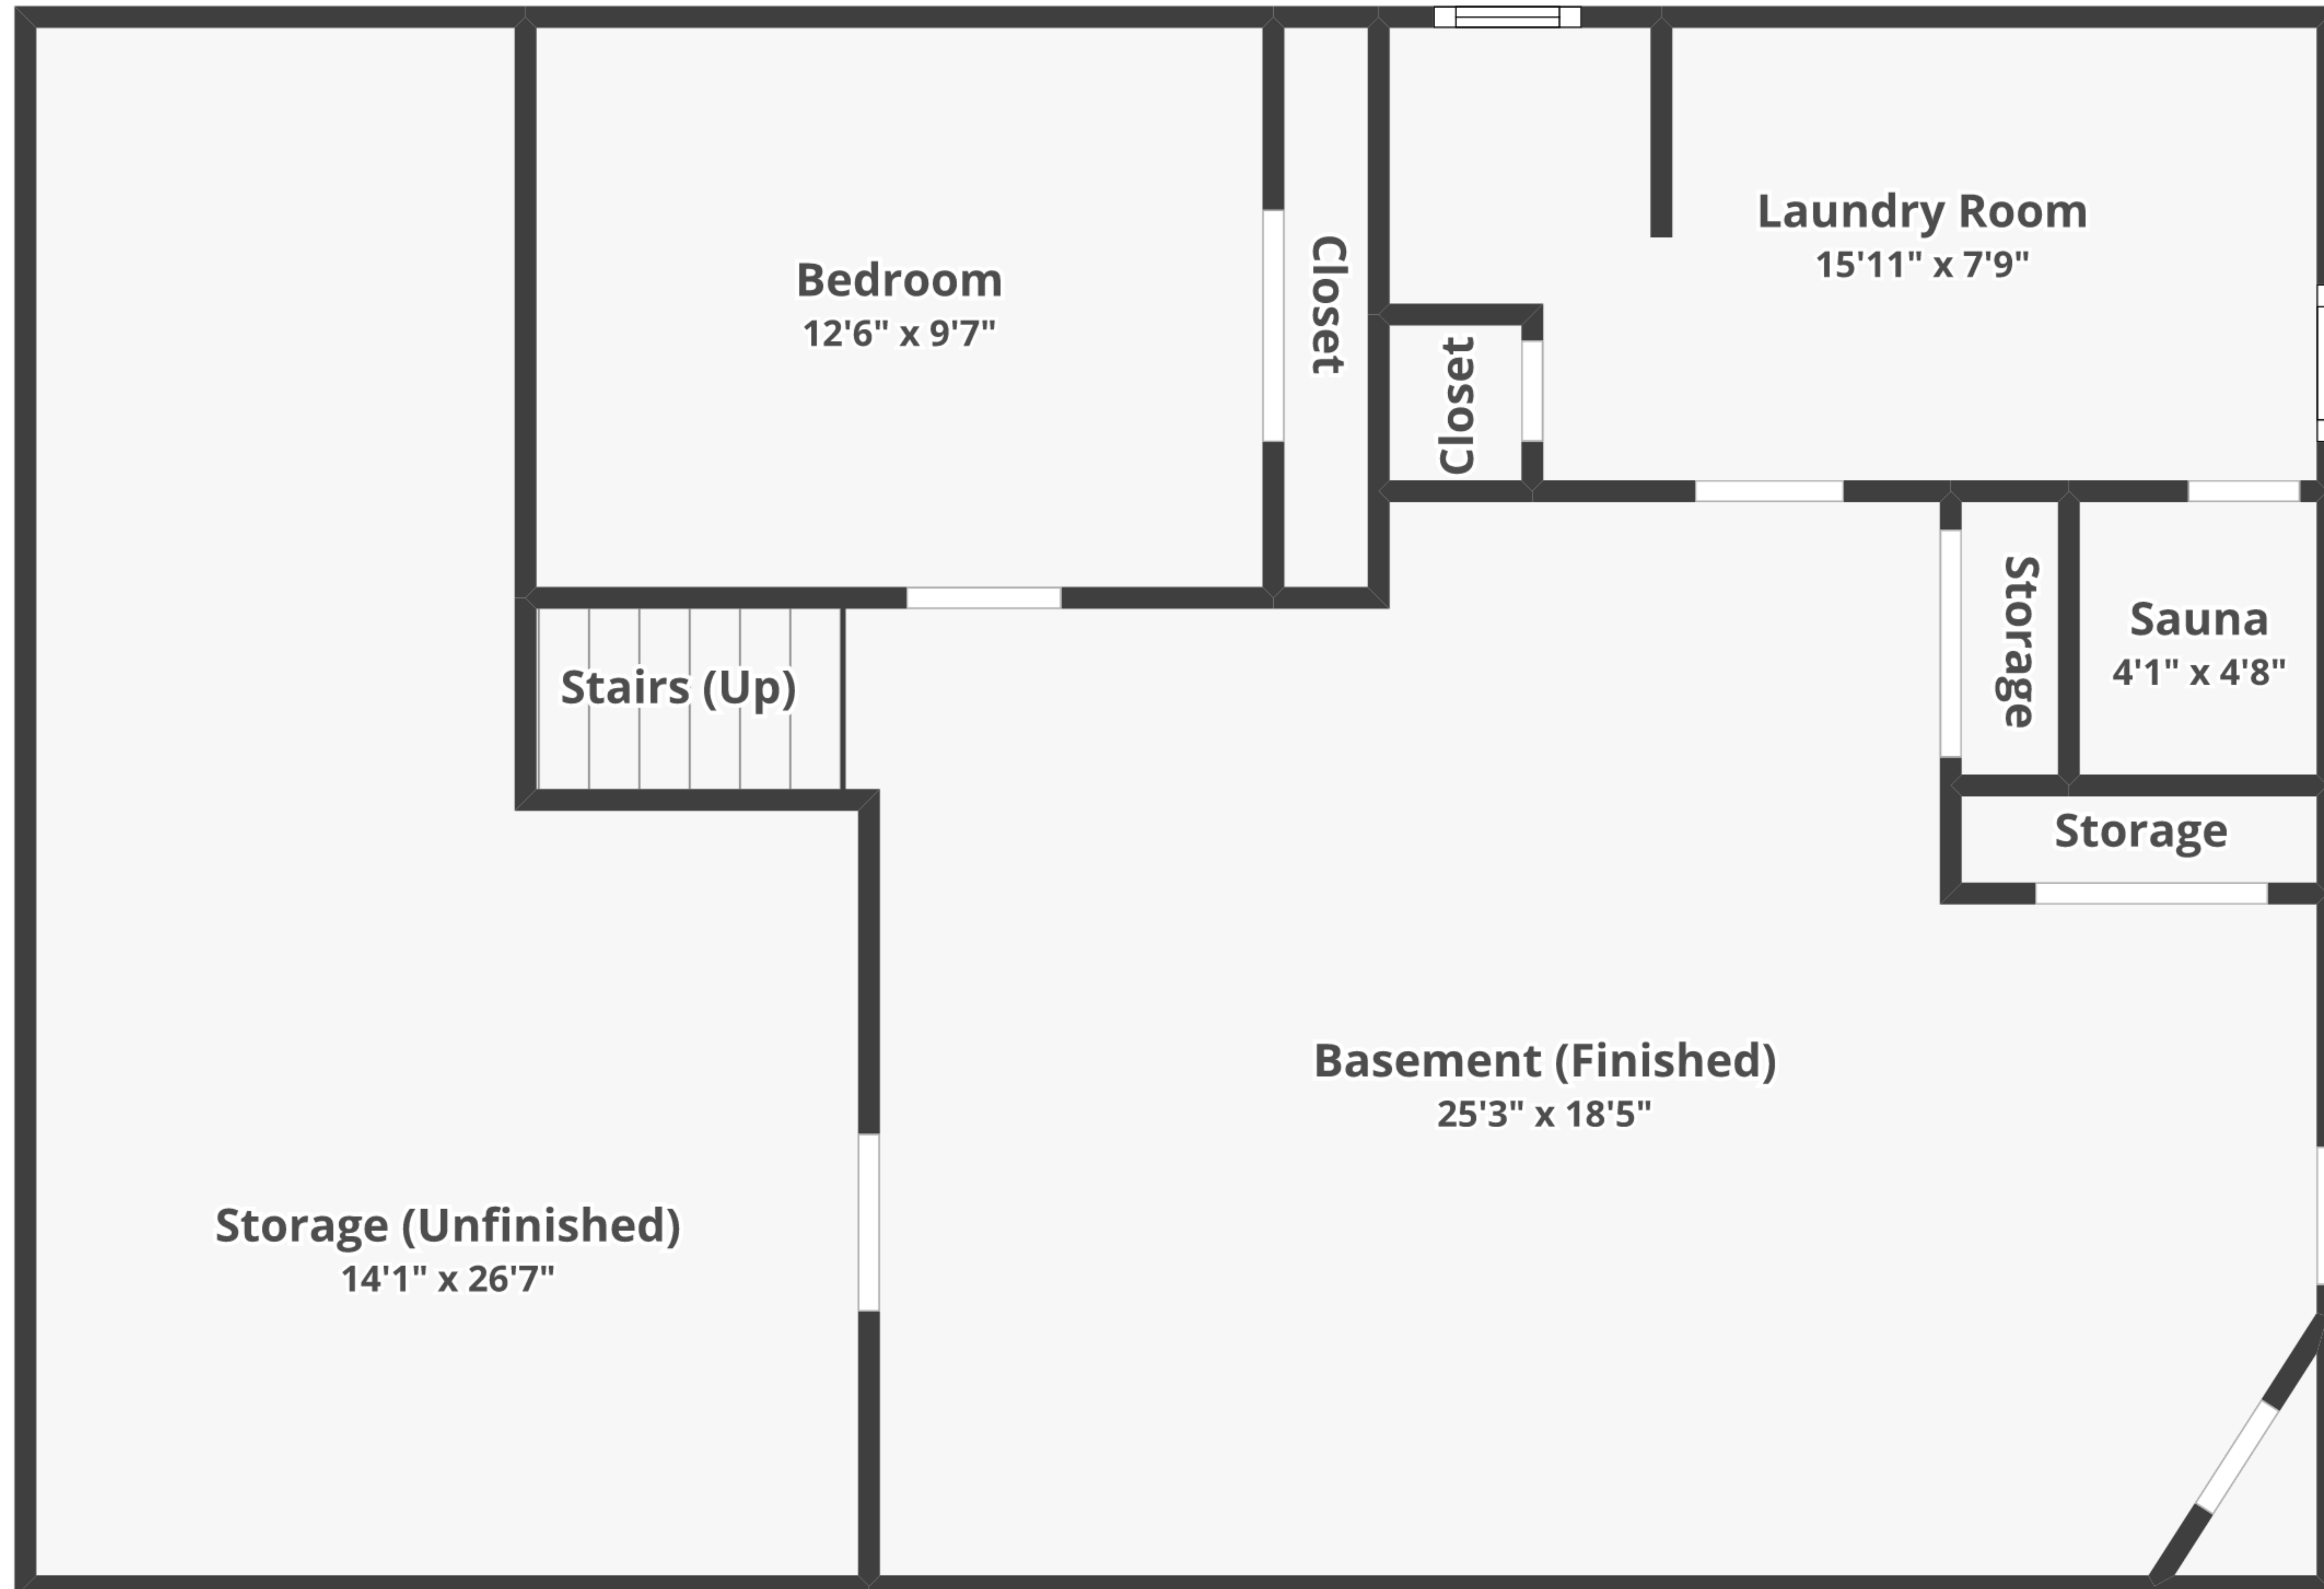 Laundry Room
15'11" x 7'9"
Bedroom
12'6" x 9'7"
Closet
Closet
Storage
Sauna
4'1" x 4'8"
Stairs (Up)
Storage
Basement (Finished)
25'3" x 18'5"
Storage (Unfinished)
14'1" x 26'7"